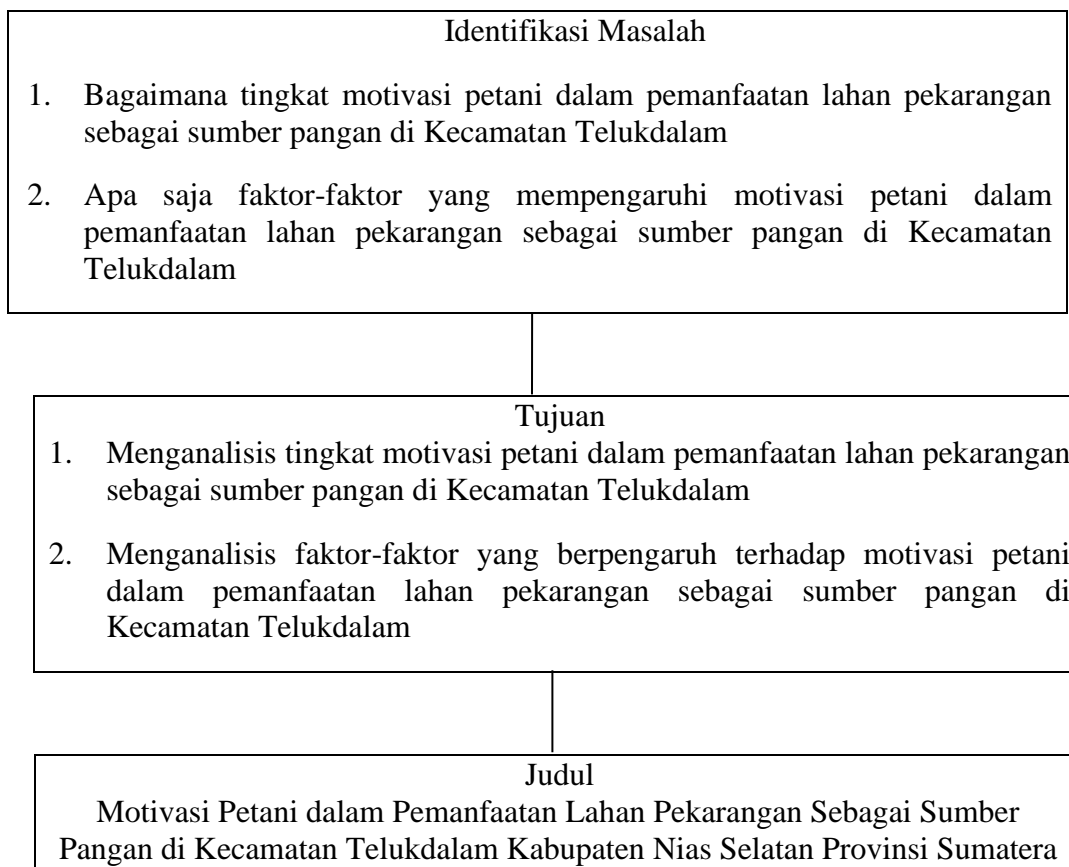 Identifikasi Masalah
1. Bagaimana tingkat motivasi petani dalam pemanfaatan lahan pekarangan
sebagai sumber pangan di Kecamatan Telukdalam
2. Apa saja faktor-faktor yang mempengaruhi motivasi petani dalam
pemanfaatan lahan pekarangan sebagai sumber pangan di Kecamatan
Telukdalam
Tujuan
1. Menganalisis tingkat motivasi petani dalam pemanfaatan lahan pekarangan
sebagai sumber pangan di Kecamatan Telukdalam
2. Menganalisis faktor-faktor yang berpengaruh terhadap motivasi petani
dalam pemanfaatan lahan pekarangan sebagai sumber pangan di
Kecamatan Telukdalam
Judul
Motivasi Petani dalam Pemanfaatan Lahan Pekarangan Sebagai Sumber
Pangan di Kecamatan Telukdalam Kabupaten Nias Selatan Provinsi Sumatera